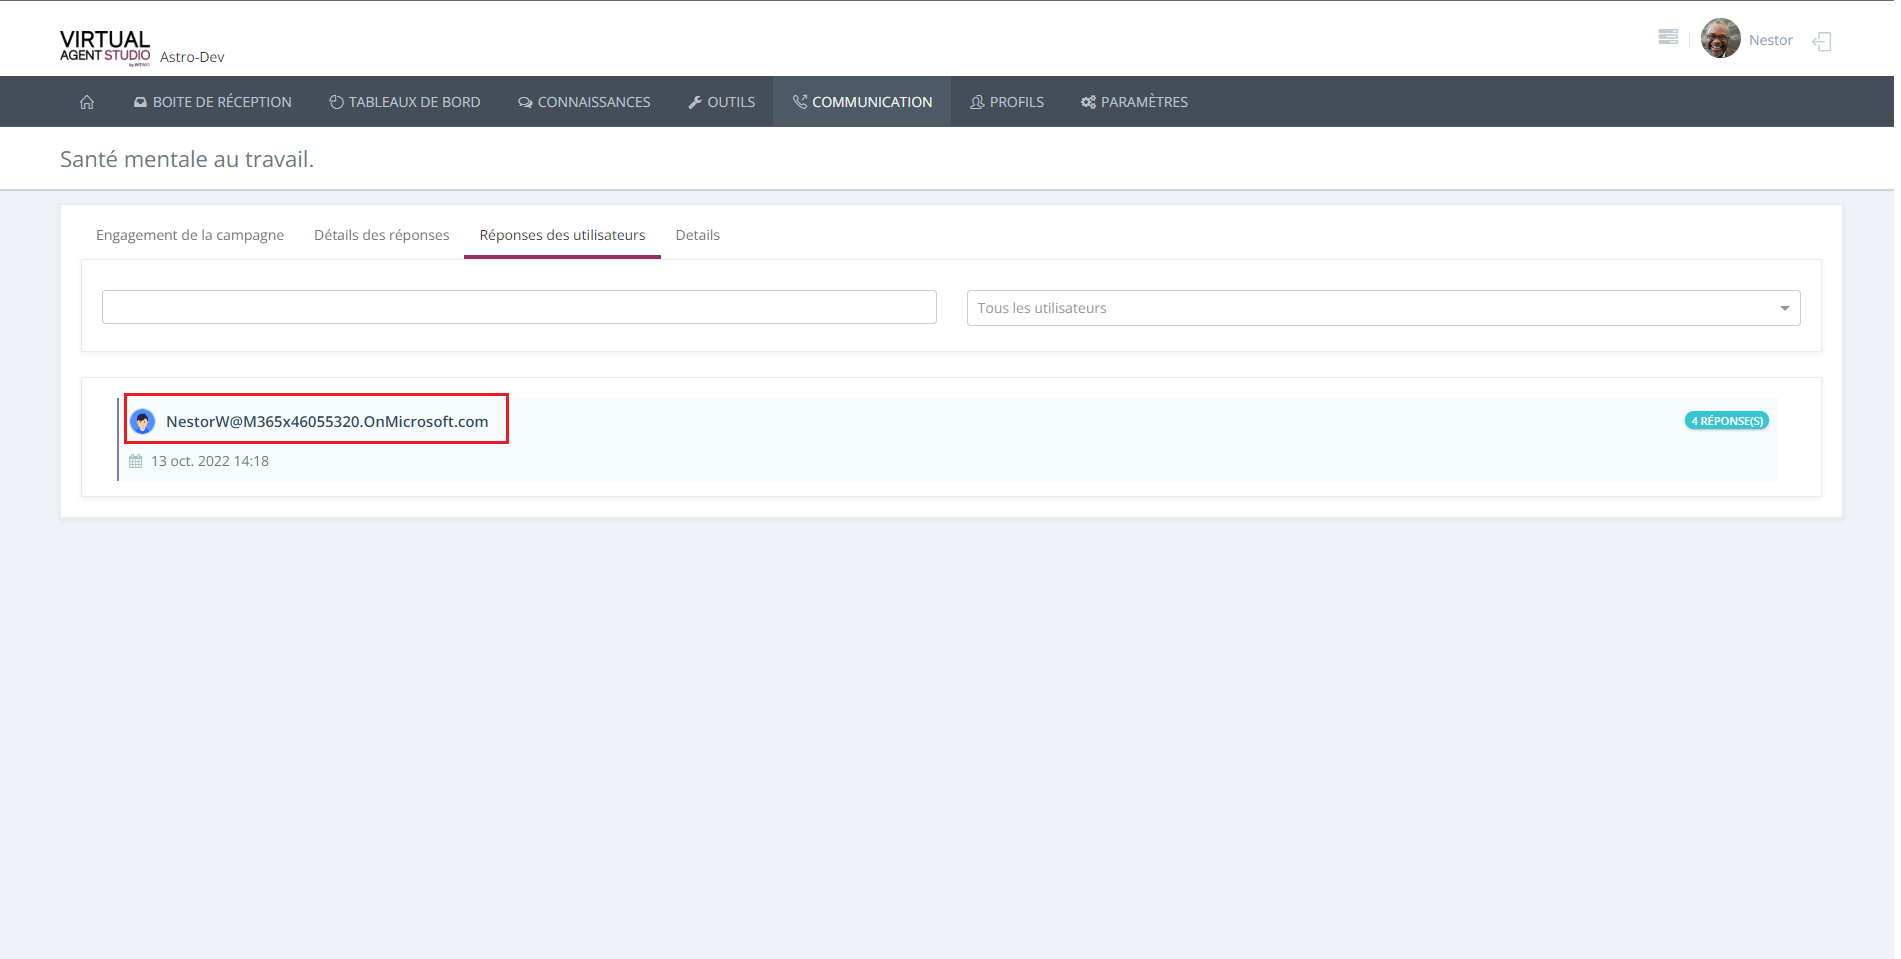 VIRTUAL
AGENT STUDIO
Astro-Dev
Nestor
BOITE DE RÉCEPTION TABLEAUX DE BORD CONNAISSANCES OUTILS COMMUNICATION PROFILS PARAMÈTRES
Santé mentale au travail.
Engagement de la campagne Détails des réponses Réponses des utilisateurs Details
Tous les utilisateurs
NestorW@M365x46055320.OnMicrosoft.com
4 RÉPONSE(S)
13 oct. 2022 14:18